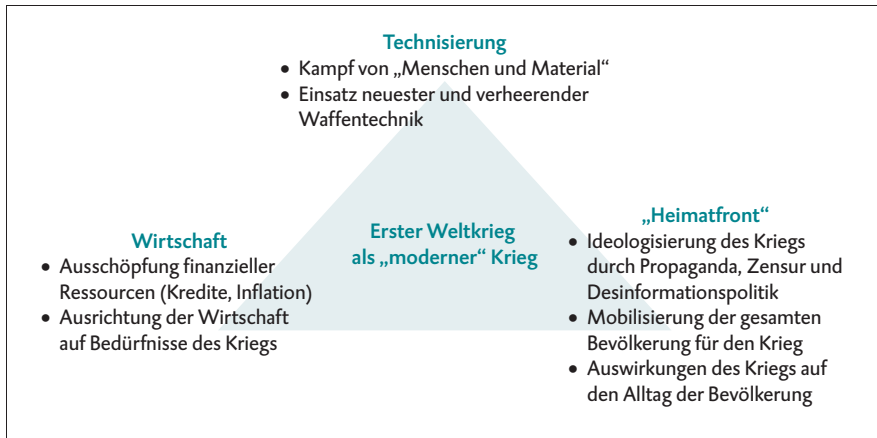 Technisierung
• Kampf von „Menschen und Material“
• Einsatz neuester und verheerender
Waffentechnik
Erster Weltkrieg
als „moderner“ Krieg
Wirtschaft
• Ausschöpfung finanzieller
Ressourcen (Kredite, Inflation)
• Ausrichtung der Wirtschaft
auf Bedürfnisse des Kriegs
„Heimatfront“
• Ideologisierung des Kriegs
durch Propaganda, Zensur und
Desinformationspolitik
• Mobilisierung der gesamten
Bevölkerung für den Krieg
• Auswirkungen des Kriegs auf
den Alltag der Bevölkerung